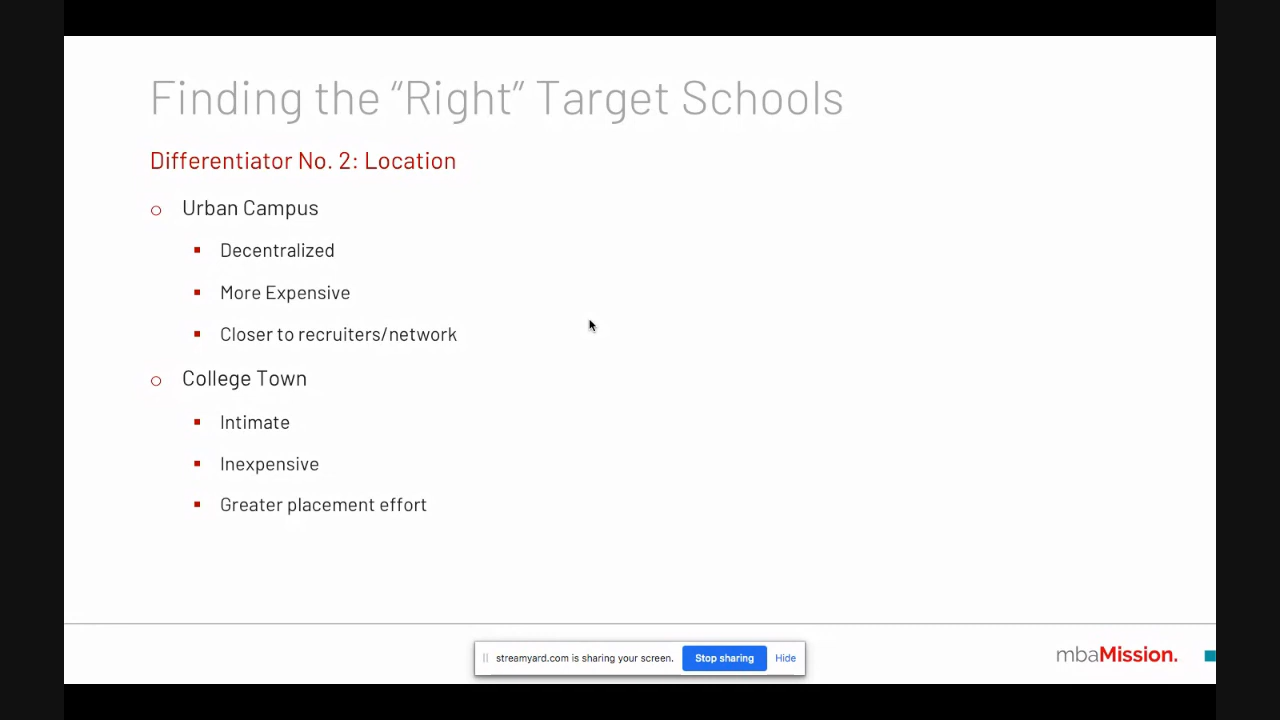 Finding the “Right” Target Schools
Differentiator No. 2: Location
Urban Campus
Decentralized
More Expensive
Closer to recruiters/network
College Town
Intimate
Inexpensive
Greater placement effort
streamyard.com is sharing your screen. Stop sharing Hide
mbaMission.